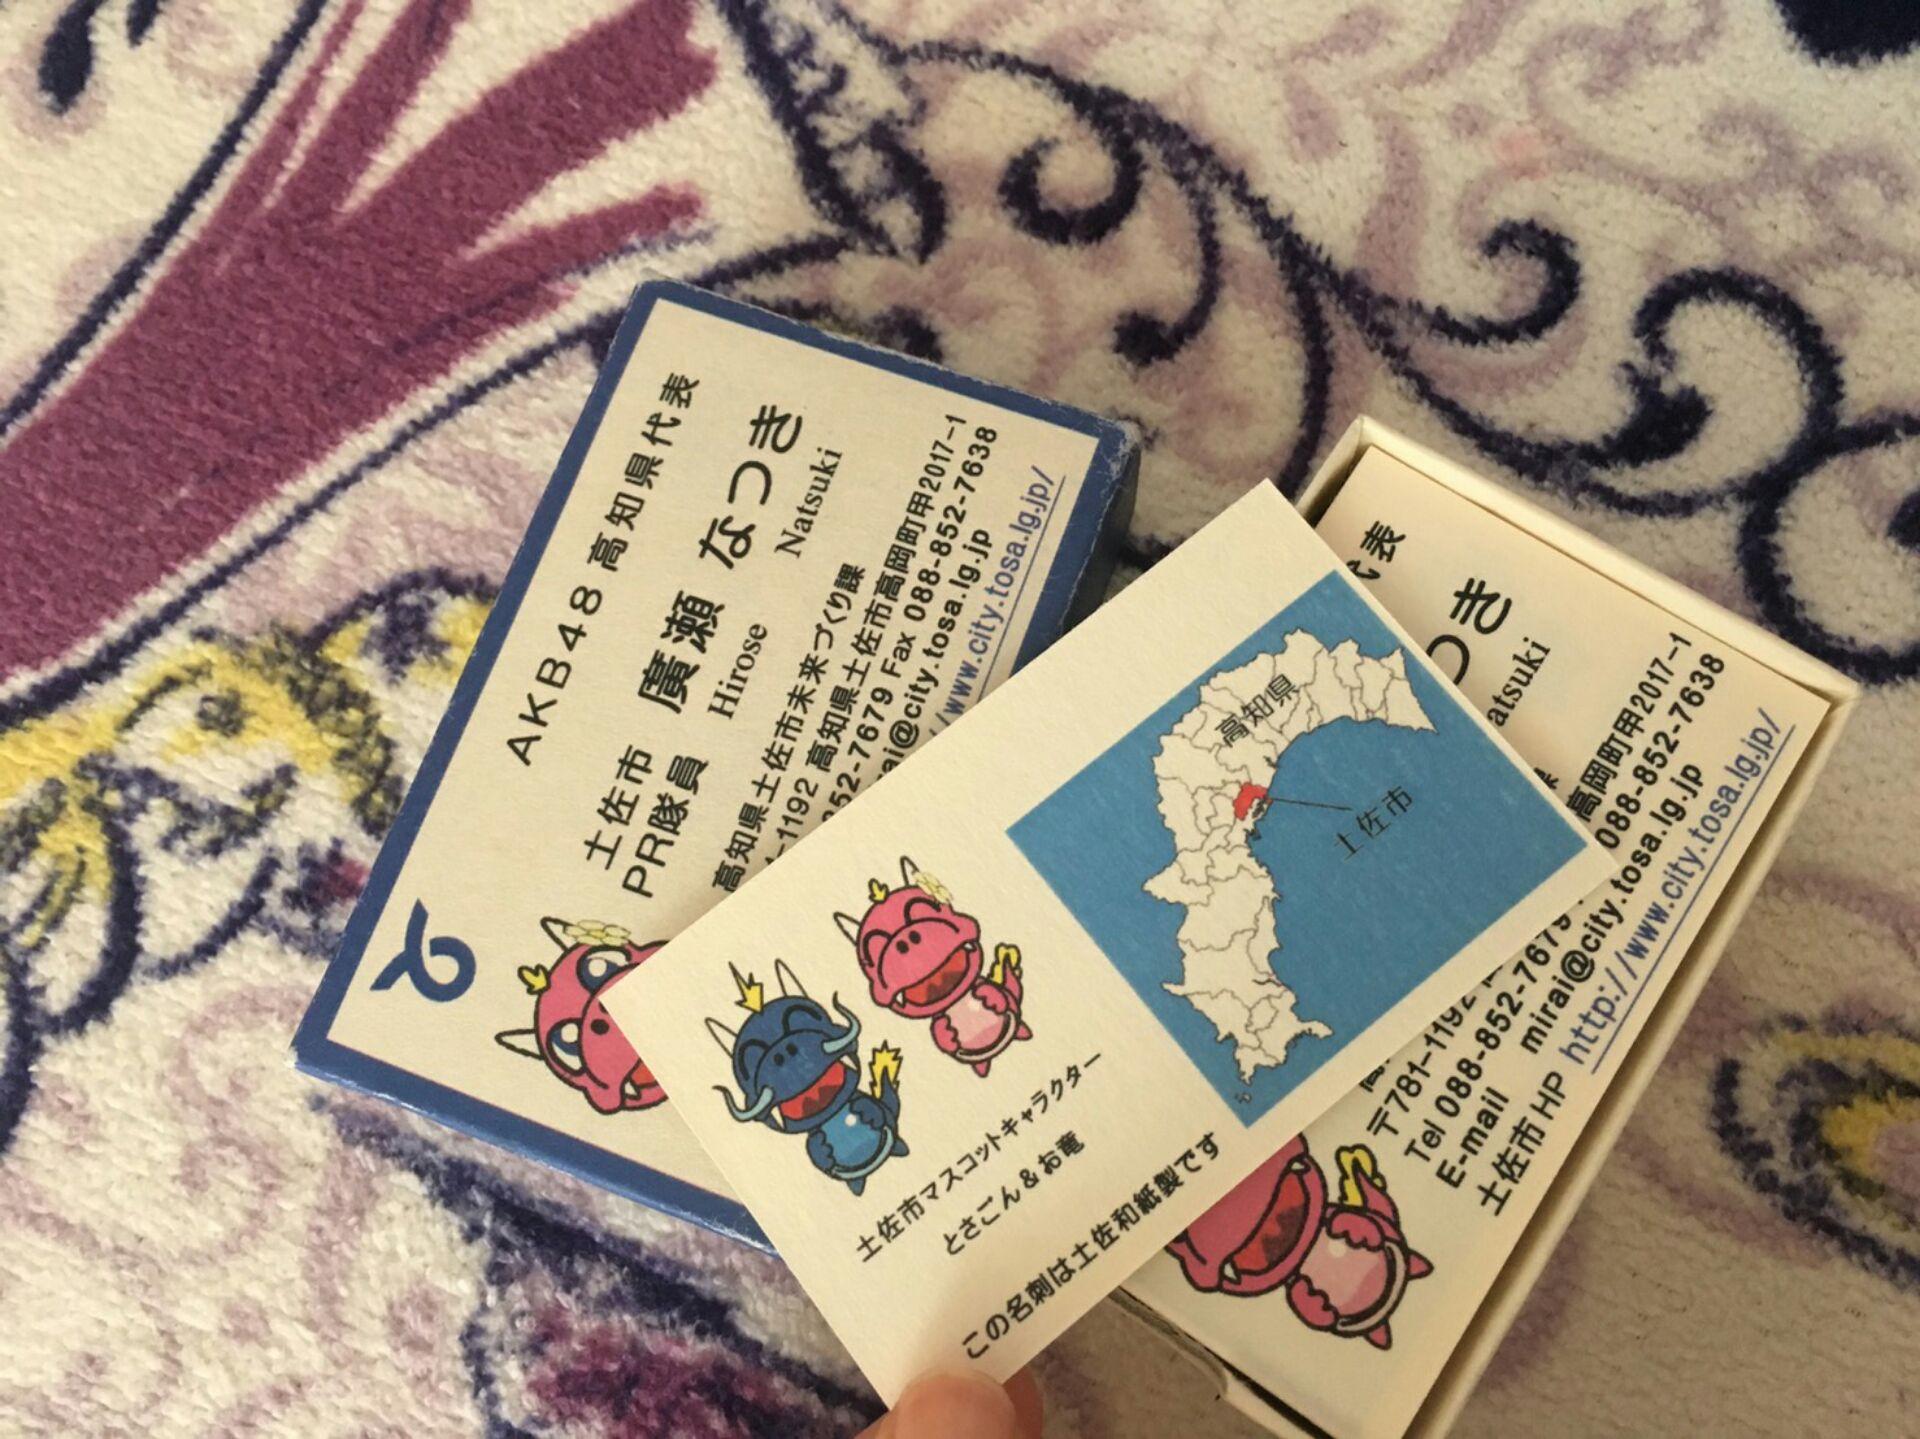 AKB48 高知県代表
土佐市
PR隊員
廣瀬 なつき
Hirose Natsuki
高知県土佐市未来づくり課
-1192 高知県土佐市高岡町甲2017-1
852-7679 Fax 088-852-7638
ai@city.tosa.lg.jp
//www.city.tosa.lg.jp/
高知県
土佐市
土佐市マスコットキャラクター
とさごん&お竜
この名刺は土佐和紙製です
代表
つき
atsuki
〒781-1192
高岡町甲2017-1
Tel 088-852-7679
088-852-7638
E-mail mirai@city.tosa.lg.jp
土佐市 HP http://www.city.tosa.lg.jp/